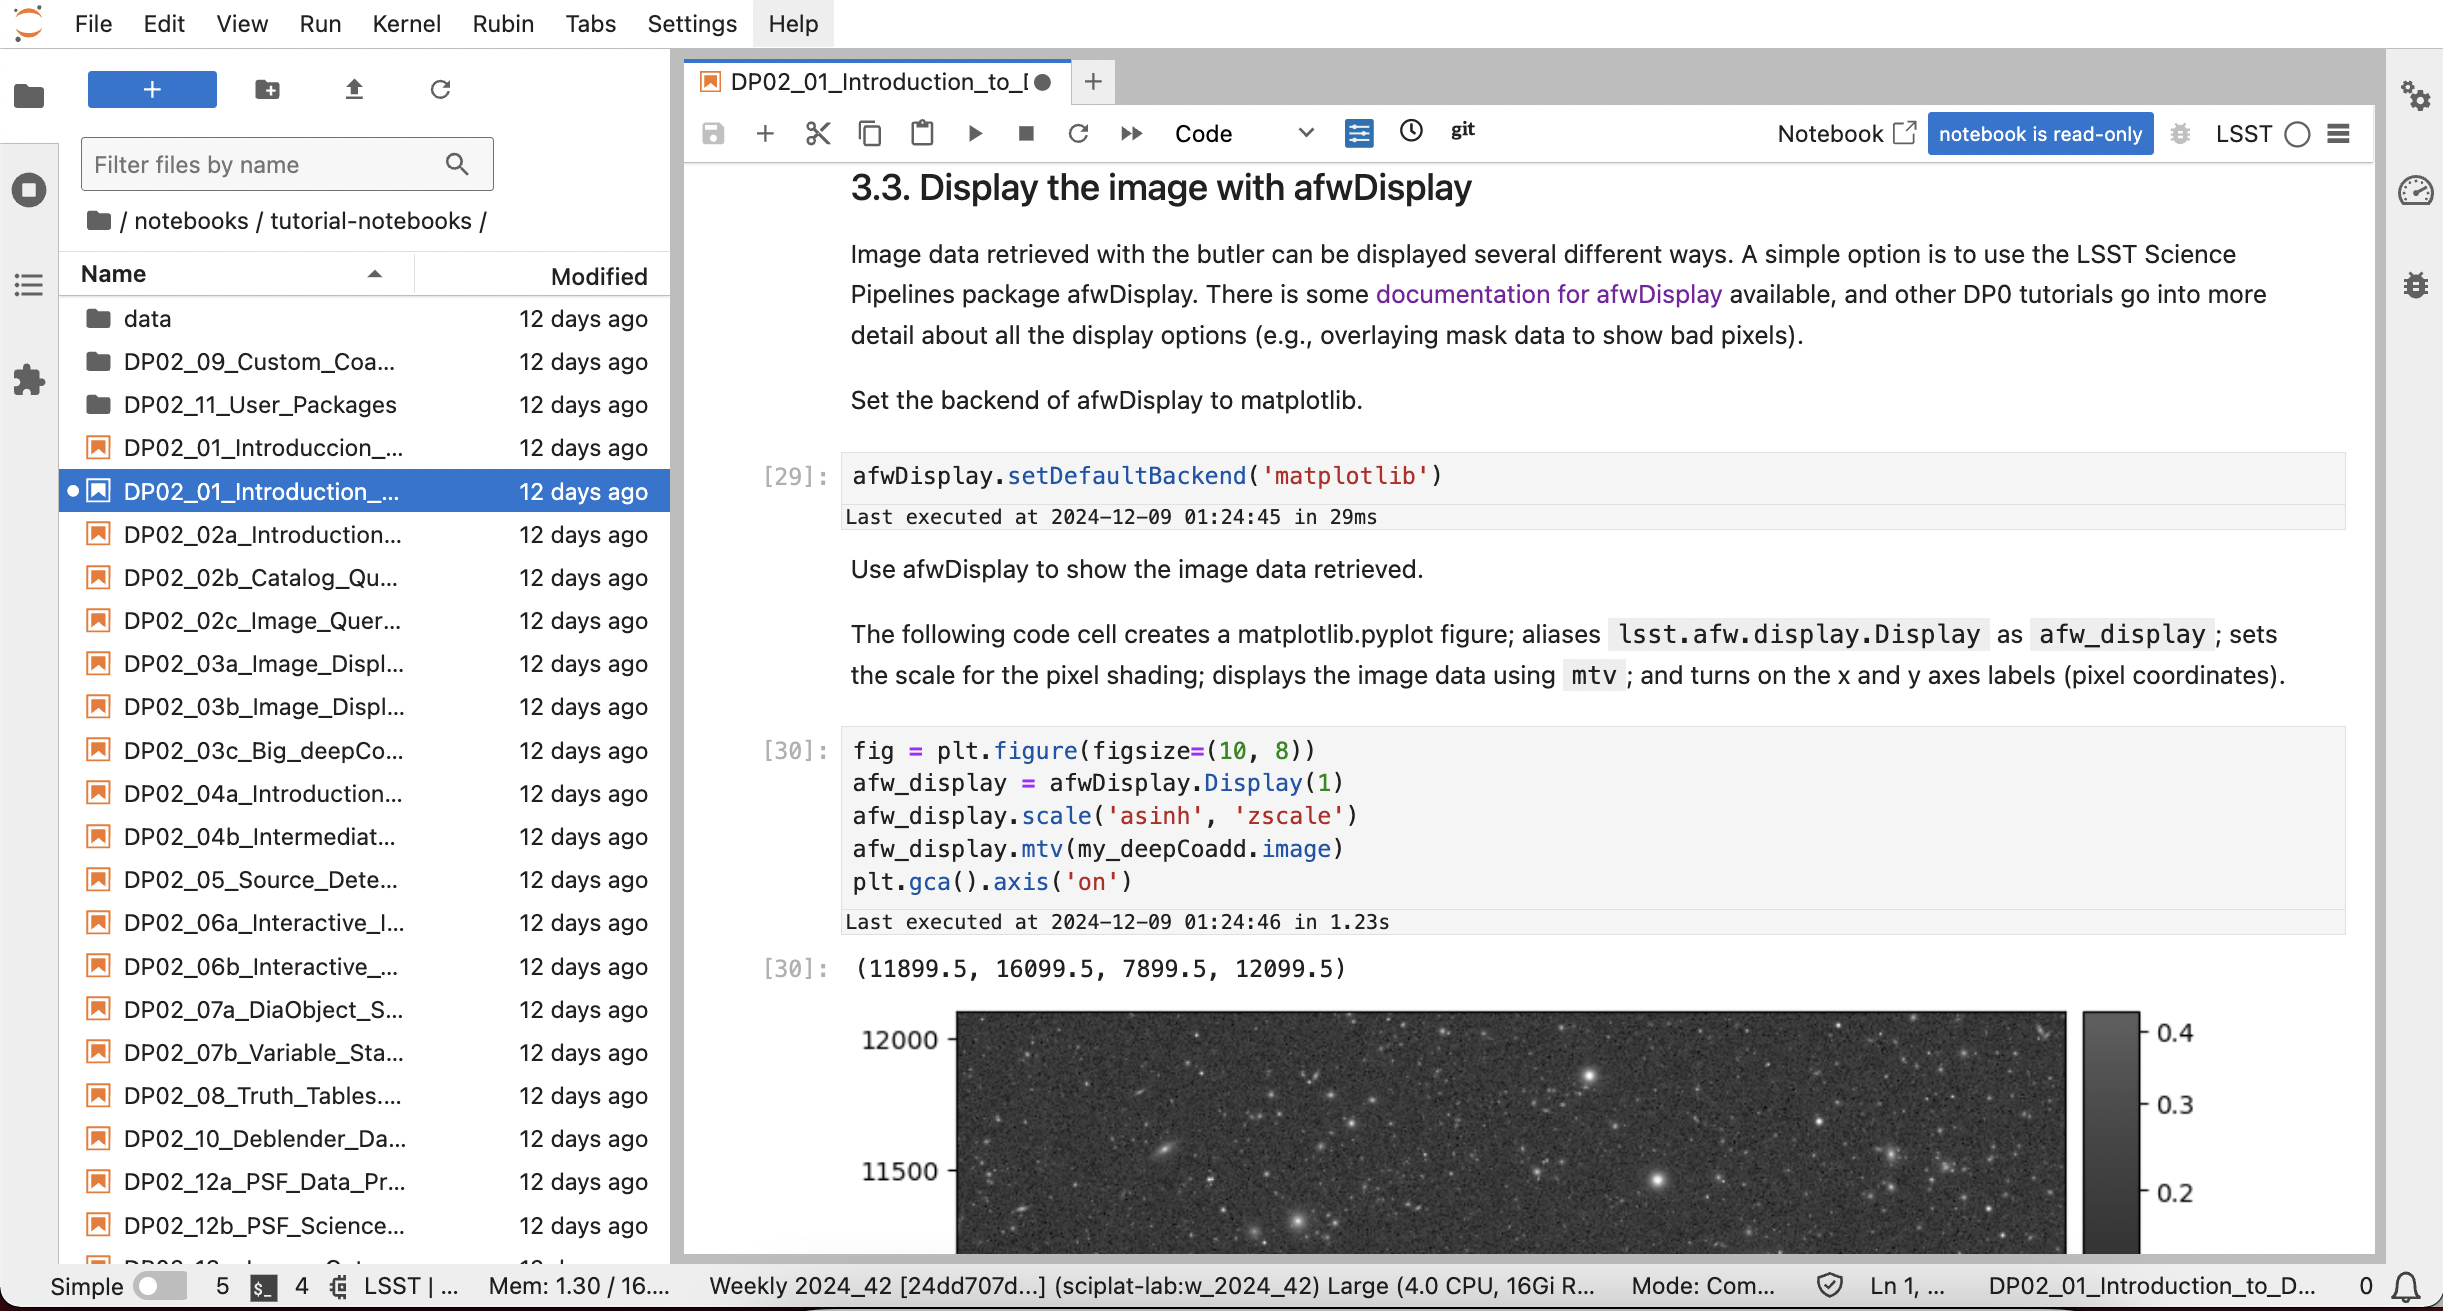 File Edit View Run Kernel Rubin Tabs Settings Help
Filter files by name
/ notebooks / tutorial-notebooks /
Name Modified
data 12 days ago
DP02_09_Custom_Coa... 12 days ago
DP02_11_User_Packages 12 days ago
DP02_01_Introduccion_... 12 days ago
DP02_01_Introduction_... 12 days ago
DP02_02a_Introduction... 12 days ago
DP02_02b_Catalog_Qu... 12 days ago
DP02_02c_Image_Quer... 12 days ago
DP02_03a_Image_Displ... 12 days ago
DP02_03b_Image_Displ... 12 days ago
DP02_03c_Big_deepCo... 12 days ago
DP02_04a_Introduction... 12 days ago
DP02_04b_Intermediat... 12 days ago
DP02_05_Source_Dete... 12 days ago
DP02_06a_Interactive_I... 12 days ago
DP02_06b_Interactive_... 12 days ago
DP02_07a_DiaObject_S... 12 days ago
DP02_07b_Variable_Sta... 12 days ago
DP02_08_Truth_Tables.... 12 days ago
DP02_10_Deblender_Da... 12 days ago
DP02_12a_PSF_Data_Pr... 12 days ago
DP02_12b_PSF_Science... 12 days ago
DP02_01_Introduction_to_
Code git Notebook notebook is read-only LSST
3.3. Display the image with afwDisplay
Image data retrieved with the butler can be displayed several different ways. A simple option is to use the LSST Science
Pipelines package afwDisplay. There is some documentation for afwDisplay available, and other DP0 tutorials go into more
detail about all the display options (e.g., overlaying mask data to show bad pixels).
Set the backend of afwDisplay to matplotlib.
[29]: afwDisplay.setDefaultBackend('matplotlib')
Last executed at 2024-12-09 01:24:45 in 29ms
Use afwDisplay to show the image data retrieved.
The following code cell creates a matplotlib.pyplot figure; aliases lsst.afw.display.Display as afw_display; sets
the scale for the pixel shading; displays the image data using mtv; and turns on the x and y axes labels (pixel coordinates).
[30]: fig = plt.figure(figsize=(10, 8))
afw_display = afwDisplay.Display(1)
afw_display.scale('asinh', 'zscale')
afw_display.mtv(my_deepCoadd.image)
plt.gca().axis('on')
Last executed at 2024-12-09 01:24:46 in 1.23s
[30]: (11899.5, 16099.5, 7899.5, 12099.5)
12000
11500
0.4
0.3
0.2
Simple 5 $_ 4 LSST | ... Mem: 1.30 / 16.... Weekly 2024_42 [24dd707d...] (sciplat-lab:w_2024_42) Large (4.0 CPU, 16Gi R... Mode: Com... Ln 1, ... DP02_01_Introduction_to_D... 0